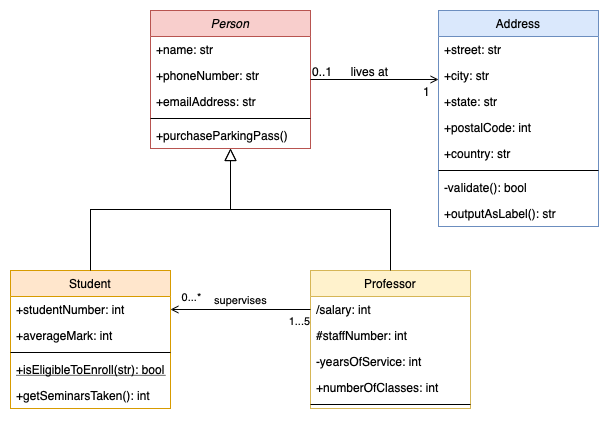 Person
+name: str
+phoneNumber: str
+emailAddress: str
+purchaseParkingPass()
0..1 lives at
1
Address
+street: str
+city: str
+state: str
+postalCode: int
+country: str
-validate(): bool
+outputAsLabel(): str
Student
+studentNumber: int
+averageMark: int
+isEligibleToEnroll(str): bool
+getSeminarsTaken(): int
0...* supervises
1...5
Professor
/salary: int
#staffNumber: int
-yearsOfService: int
+numberOfClasses: int